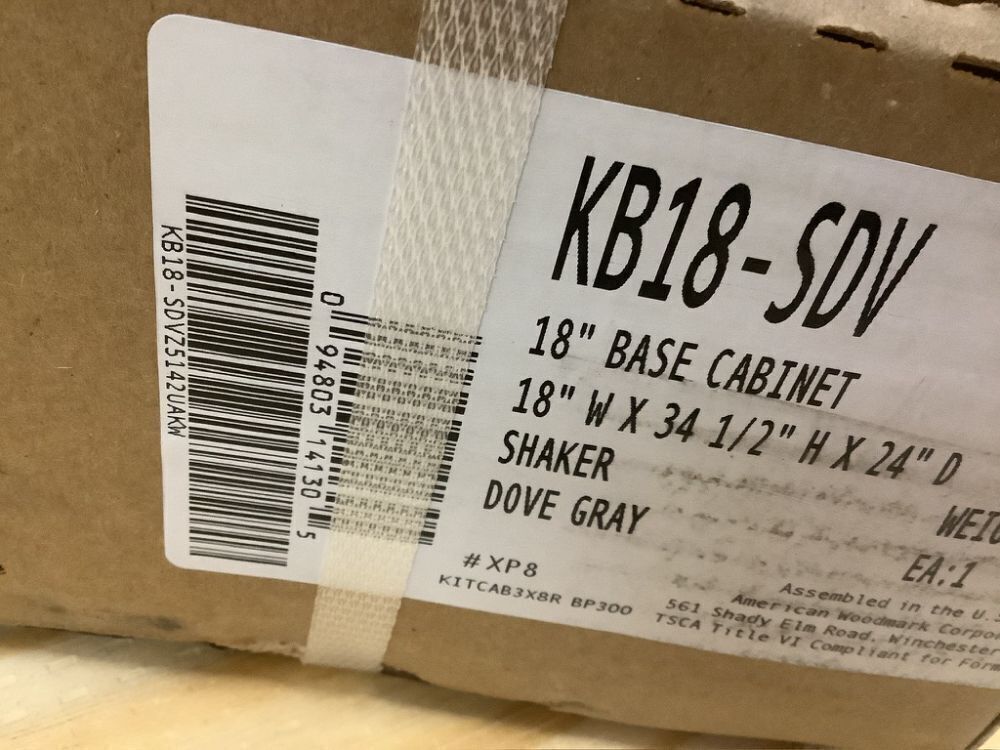 KB18-SDV
18" BASE CABINET
18" W X 34 1/2" H X 24" D
SHAKER
DOVE GRAY
WEIG
EA:1
#XP8
KITCAB3X8R BP300
Assembled in the U.S
American Woodmark Corpo
561 Shady Elm Road, Winchester
TSCA Title VI Compliant for Form
KB18-SDVZ5142UAKW
0 94803 14130 5